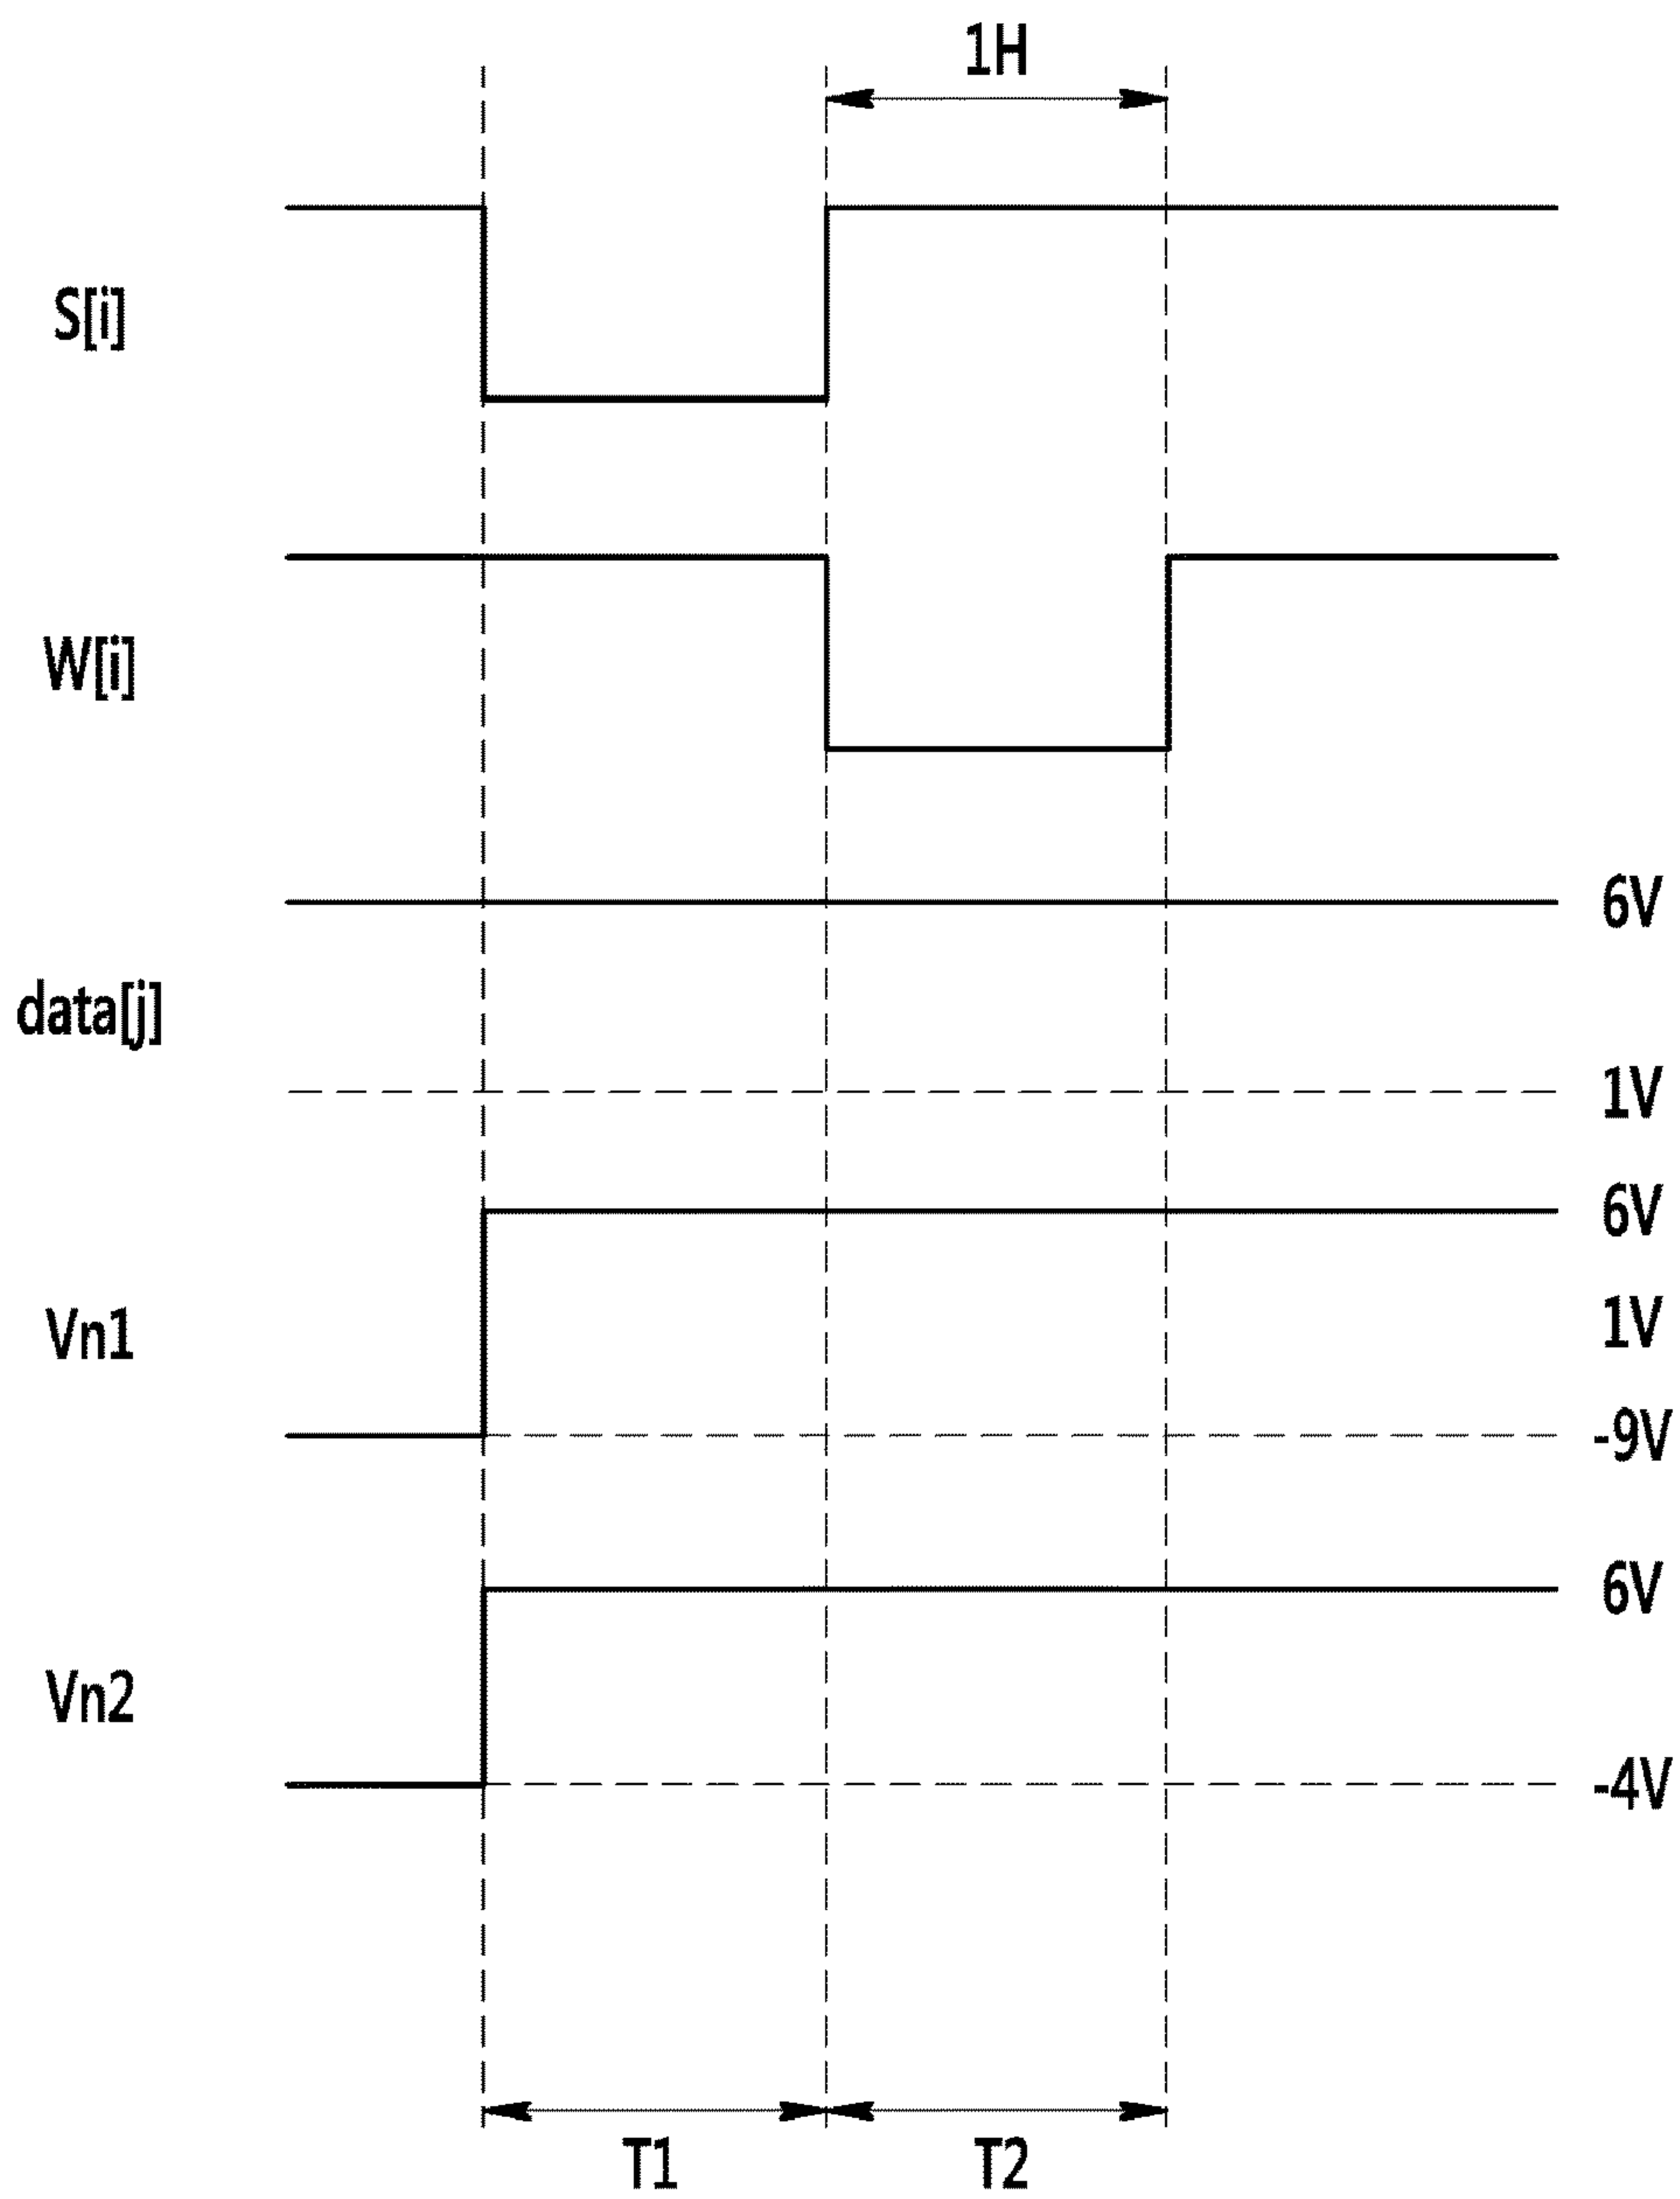 1H
S[i]
W[i]
6V
data[j]
1V
6V
Vn1
1V
-9V
6V
Vn2
-4V
T1
T2